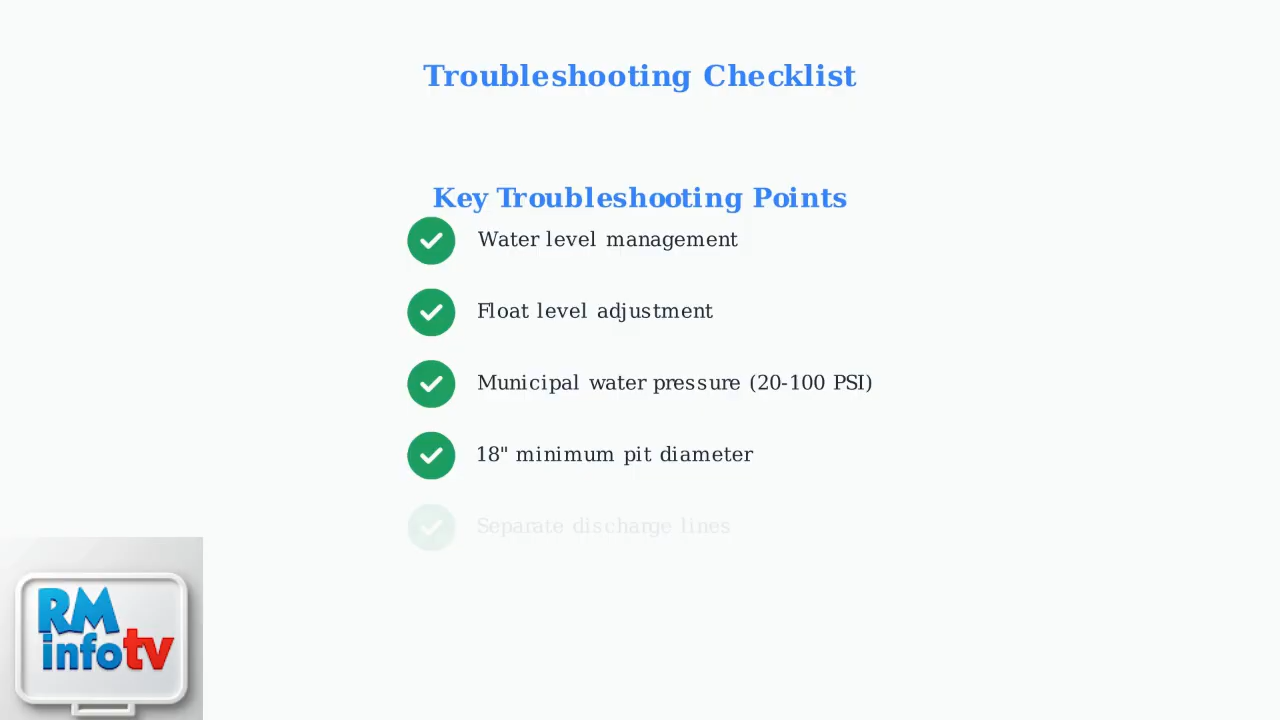 Troubleshooting Checklist
Key Troubleshooting Points
Water level management
Float level adjustment
Municipal water pressure (20-100 PSI)
18" minimum pit diameter
Separate discharge lines
RM
infotv